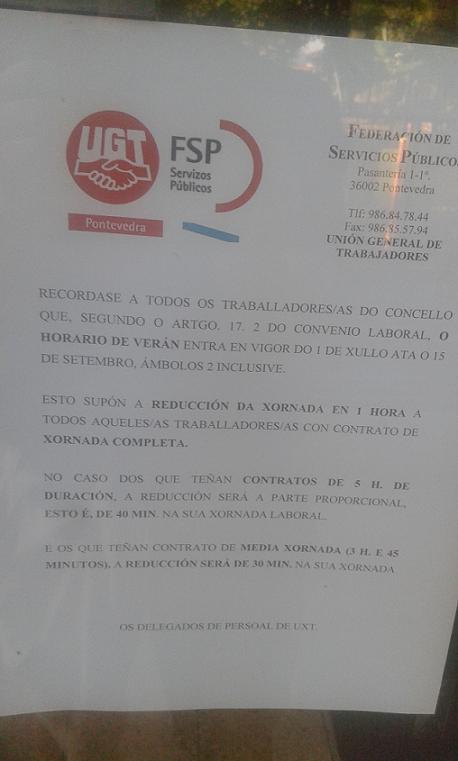 UGT
FSP
Servizos
Públicos
Pontevedra
FEDERACIÓN DE
SERVICIOS PÚBLICO
Pasantería 1-1ª.
36002 Pontevedra
Tlf: 986.84.78.44
Fax: 986.85.57.94
UNIÓN GENERAL DE
TRABAJADORES
RECORDASE A TODOS OS TRABALLADORES/AS DO CONCELLO
QUE, SEGUNDO O ARTGO. 17. 2 DO CONVENIO LABORAL, O
HORARIO DE VERÁN ENTRA EN VIGOR DO 1 DE XULLO ATA O 15
DE SETEMBRO, ÁMBOLOS 2 INCLUSIVE.
ESTO SUPÓN A REDUCCIÓN DA XORNADA EN 1 HORA A
TODOS AQUELES/AS TRABALLADORES/AS CON CONTRATO DE
XORNADA COMPLETA.
NO CASO DOS QUE TEÑAN CONTRATOS DE 5 H. DE
DURACIÓN, A REDUCCIÓN SERÁ A PARTE PROPORCIONAL,
ESTO É, DE 40 MIN. NA SUA XORNADA LABORAL.
E OS QUE TEÑAN CONTRATO DE MEDIA XORNADA (3 H. E 45
MINUTOS), A REDUCCIÓN SERÁ DE 30 MIN. NA SUA XORNADA
OS DELEGADOS DE PERSOAL DE UXT.